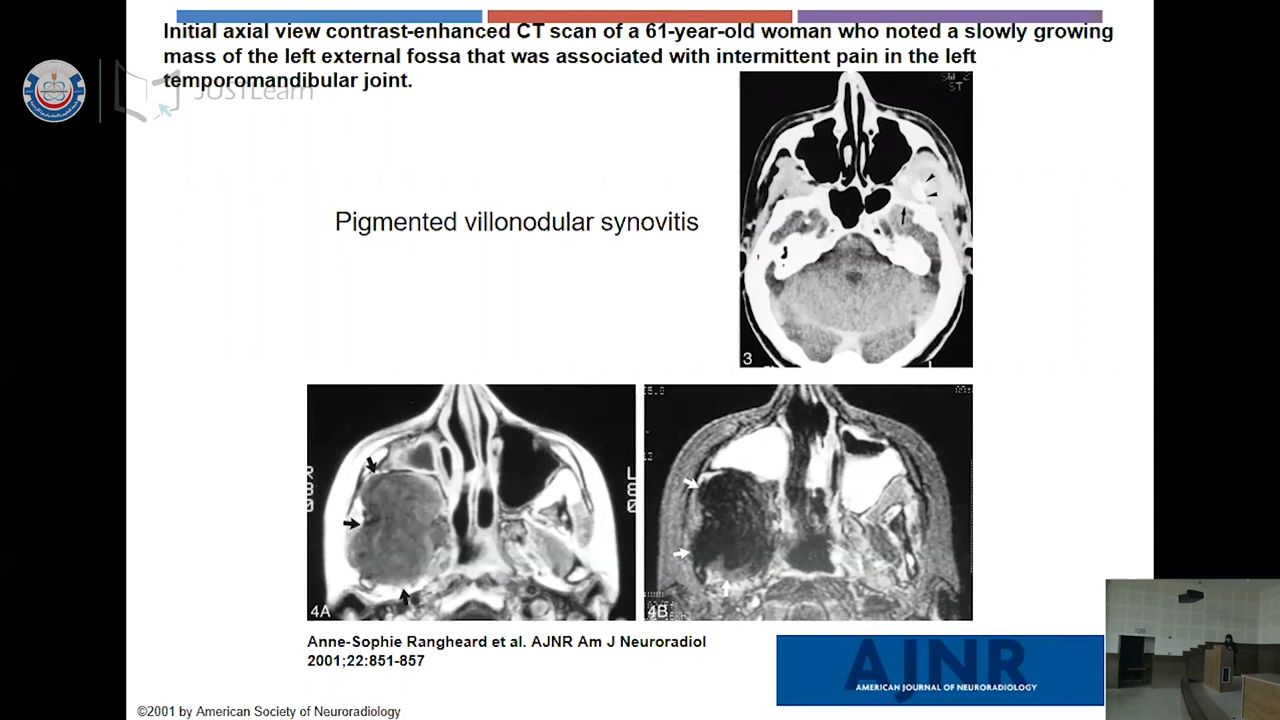 Initial axial view contrast-enhanced CT scan of a 61-year-old woman who noted a slowly growing
mass of the left external fossa that was associated with intermittent pain in the left
temporomandibular joint.
JUSTLearn
ST
Pigmented villonodular synovitis
3
4A
4B
Anne-Sophie Rangheard et al. AJNR Am J Neuroradiol
2001;22:851-857
AJNR
AMERICAN JOURNAL OF NEURORADIOLOGY
©2001 by American Society of Neuroradiology